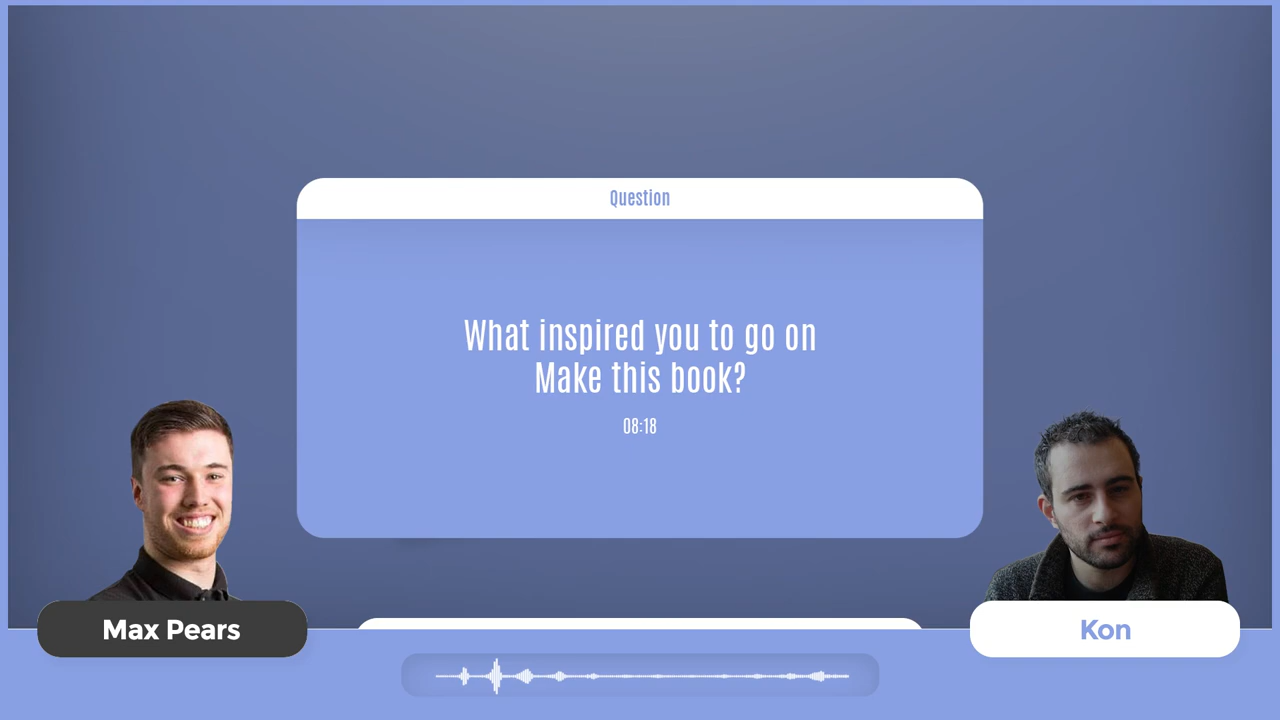 Question
What inspired you to go on
Make this book?
08:18
Max Pears
Kon